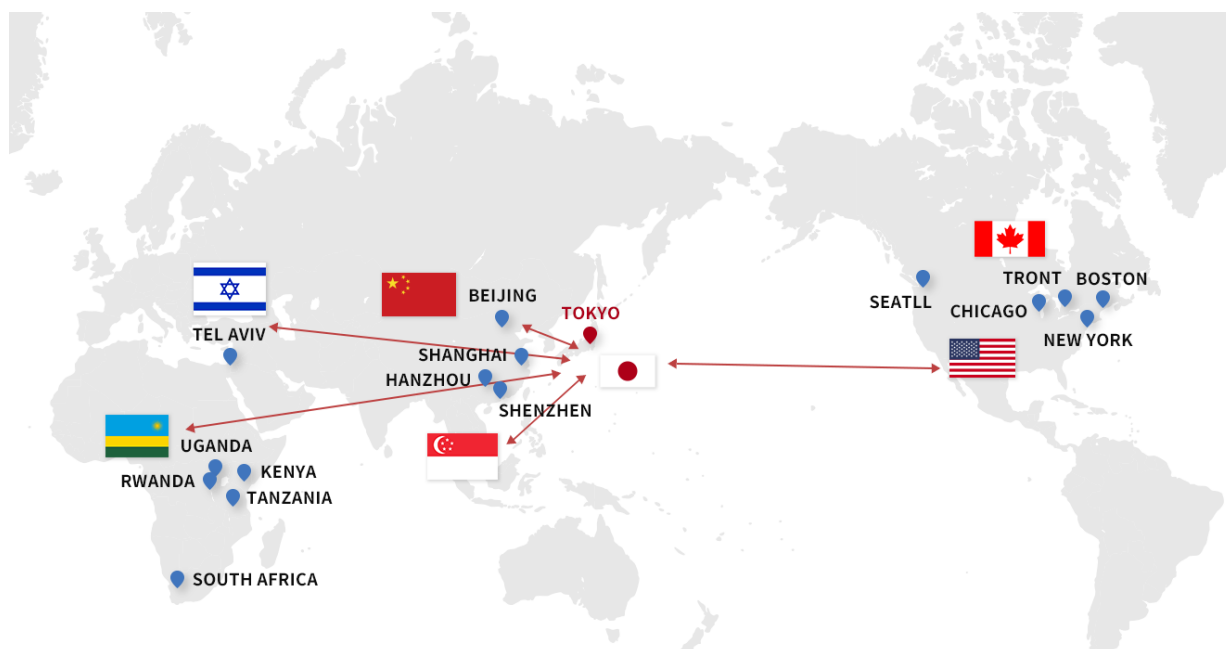 TEL AVIV
BEIJING
TOKYO
SHANGHAI
HANZHOU
SHENZHEN
UGANDA
RWANDA
KENYA
TANZANIA
SOUTH AFRICA
SEATLL
TRONT
BOSTON
CHICAGO
NEW YORK